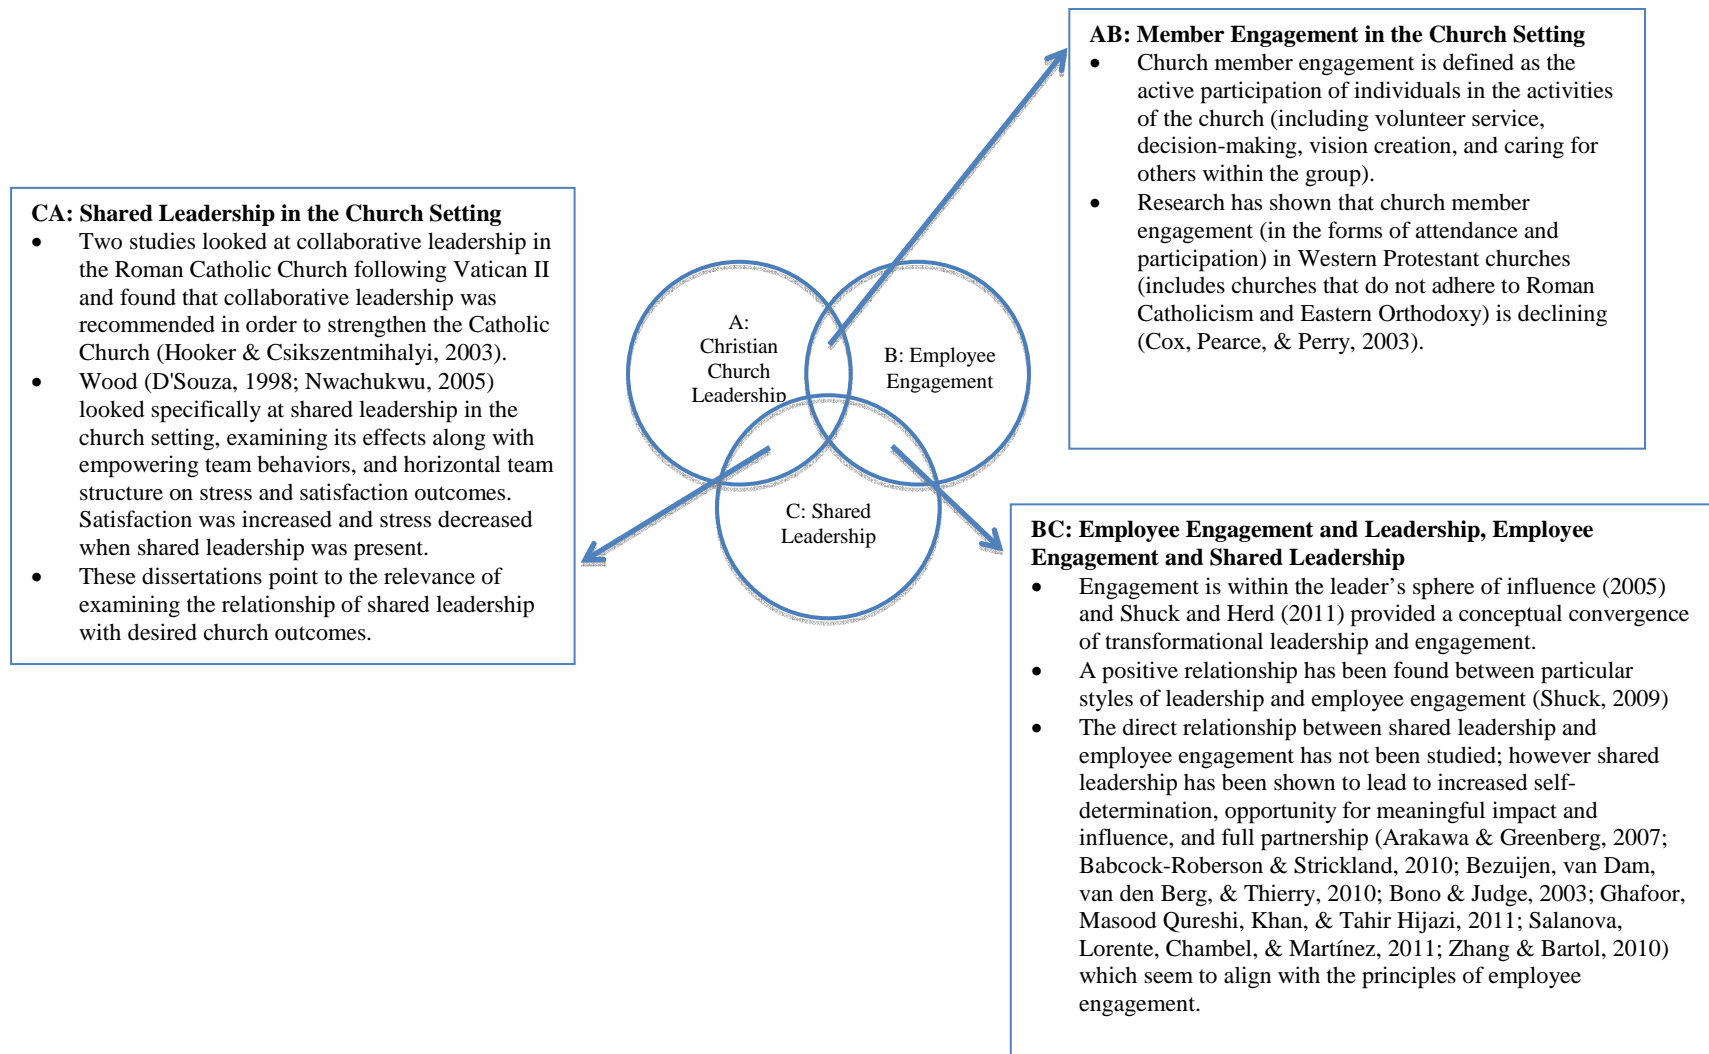 AB: Member Engagement in the Church Setting
• Church member engagement is defined as the
active participation of individuals in the activities
of the church (including volunteer service,
decision-making, vision creation, and caring for
others within the group).
• Research has shown that church member
engagement (in the forms of attendance and
participation) in Western Protestant churches
(includes churches that do not adhere to Roman
Catholicism and Eastern Orthodoxy) is declining
(Cox, Pearce, & Perry, 2003).
CA: Shared Leadership in the Church Setting
• Two studies looked at collaborative leadership in
the Roman Catholic Church following Vatican II
and found that collaborative leadership was
recommended in order to strengthen the Catholic
Church (Hooker & Csikszentmihalyi, 2003).
• Wood (D'Souza, 1998; Nwachukwu, 2005)
looked specifically at shared leadership in the
church setting, examining its effects along with
empowering team behaviors, and horizontal team
structure on stress and satisfaction outcomes.
Satisfaction was increased and stress decreased
when shared leadership was present.
• These dissertations point to the relevance of
examining the relationship of shared leadership
with desired church outcomes.
A:
Christian
Church
Leadership
B: Employee
Engagement
C: Shared
Leadership
BC: Employee Engagement and Leadership, Employee
Engagement and Shared Leadership
• Engagement is within the leader’s sphere of influence (2005)
and Shuck and Herd (2011) provided a conceptual convergence
of transformational leadership and engagement.
• A positive relationship has been found between particular
styles of leadership and employee engagement (Shuck, 2009)
• The direct relationship between shared leadership and
employee engagement has not been studied; however shared
leadership has been shown to lead to increased self-
determination, opportunity for meaningful impact and
influence, and full partnership (Arakawa & Greenberg, 2007;
Babcock-Roberson & Strickland, 2010; Bezuijen, van Dam,
van den Berg, & Thierry, 2010; Bono & Judge, 2003; Ghafoor,
Masood Qureshi, Khan, & Tahir Hijazi, 2011; Salanova,
Lorente, Chambel, & Martínez, 2011; Zhang & Bartol, 2010)
which seem to align with the principles of employee
engagement.